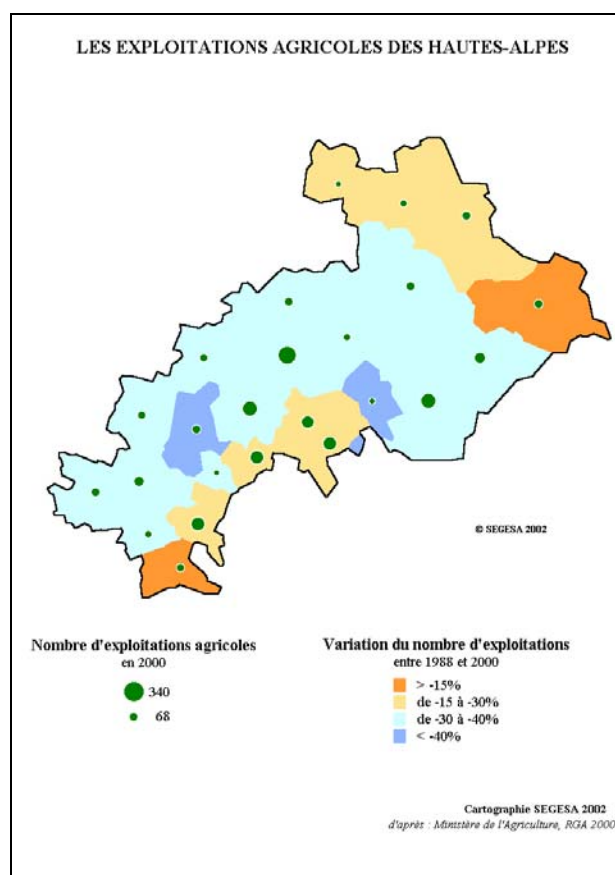 LES EXPLOITATIONS AGRICOLES DES HAUTES-ALPES
© SEGESA 2002
Nombre d'exploitations agricoles
en 2000
340
68
Variation du nombre d'exploitations
entre 1988 et 2000
> -15%
de -15 à -30%
de -30 à -40%
< -40%
Cartographie SEGESA 2002
d'après : Ministère de l'Agriculture, RGA 2000